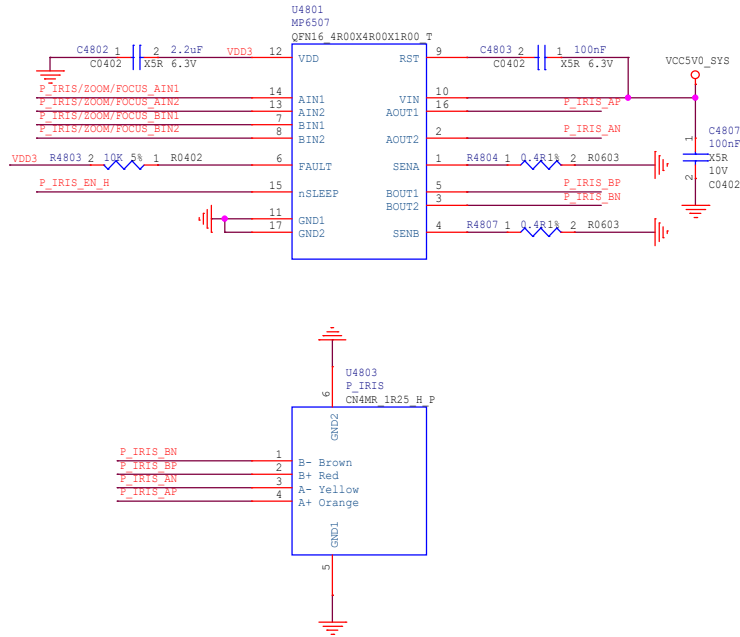 U4801
MP6507
QFN16_4R00X4R00X1R00_T
C4802 1 2 2.2uF VDD3 12 VDD RST 9 C4803 2 100nF
C0402 X5R 6.3V C0402 X5R 6.3V
VCC5V0_SYS
P_IRIS/ZOOM/FOCUS_AIN1 14 AIN1 VIN 10
P_IRIS/ZOOM/FOCUS_AIN2 13 AIN2 AOUT1 16 P_IRIS_AP
P_IRIS/ZOOM/FOCUS_BIN1 7 BIN1
P_IRIS/ZOOM/FOCUS_BIN2 8 BIN2 AOUT2 2 P_IRIS_AN
1 C4807
100nF
VDD3 R4803 2 10K 5% 1 R0402 6 FAULT SENA 1 R4804 1 0.4R1% 2 R0603 X5R
10V
2 C0402
P_IRIS_EN_H 15 nSLEEP BOUT1 5 P_IRIS_BP
BOUT2 3 P_IRIS_BN
11 GND1
17 GND2 SENB 4 R4807 1 0.4R1% 2 R0603
U4803
P_IRIS
CN4MR_1R25_H_P
6
GND2
P_IRIS_BN 1 B- Brown
P_IRIS_BP 2 B+ Red
P_IRIS_AN 3 A- Yellow
P_IRIS_AP 4 A+ Orange
GND1
5